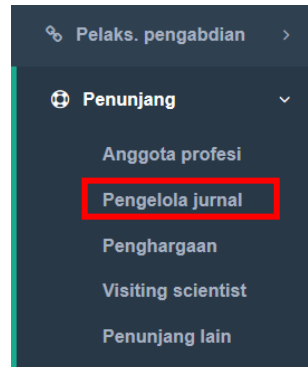 Pelaks. pengabdian
Penunjang
Anggota profesi
Pengelola jurnal
Penghargaan
Visiting scientist
Penunjang lain